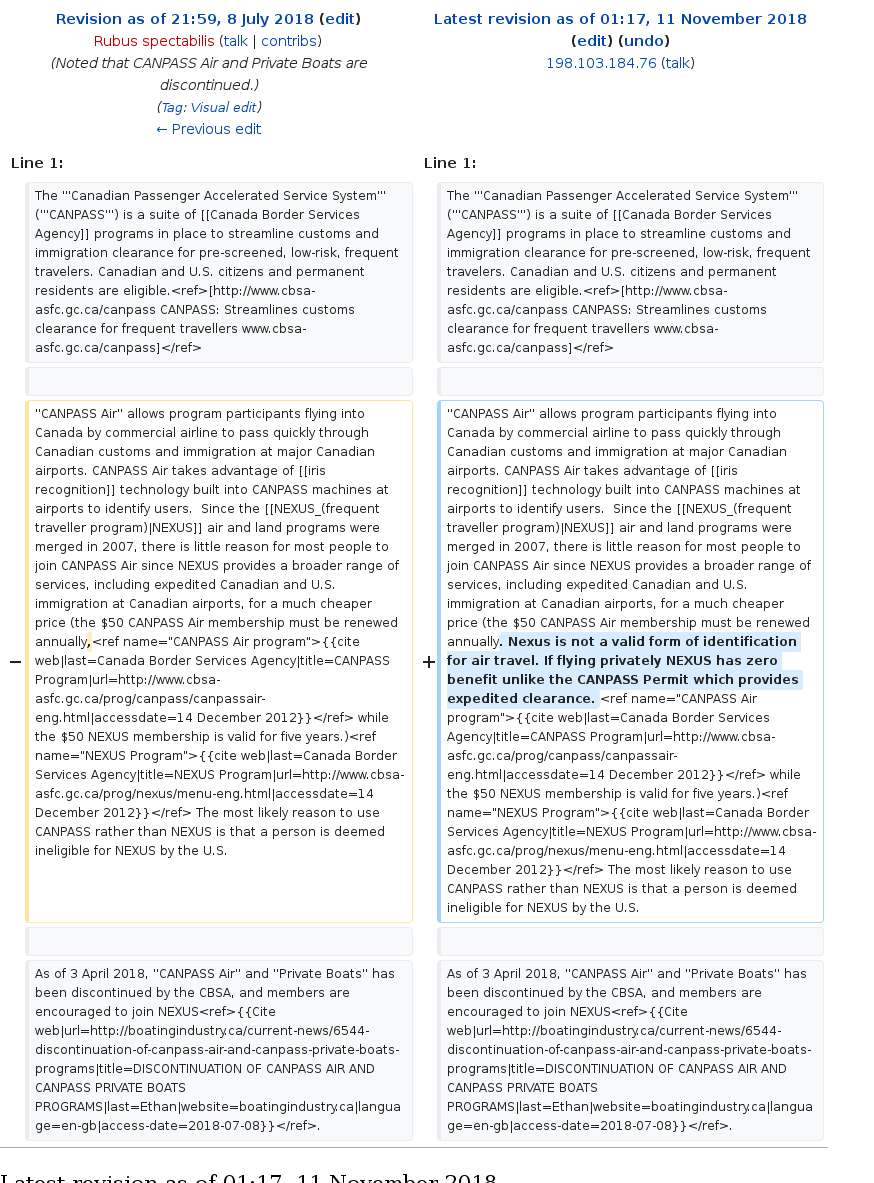 Revision as of 21:59, 8 July 2018 (edit)
Rubus spectabilis (talk | contribs)
(Noted that CANPASS Air and Private Boats are
discontinued.)
(Tag: Visual edit)
← Previous edit
Latest revision as of 01:17, 11 November 2018
(edit) (undo)
198.103.184.76 (talk)
Line 1:
Line 1:
The '''Canadian Passenger Accelerated Service System'''
('''CANPASS''') is a suite of [[Canada Border Services
Agency]] programs in place to streamline customs and
immigration clearance for pre-screened, low-risk, frequent
travelers. Canadian and U.S. citizens and permanent
residents are eligible.<ref>[http://www.cbsa-
asfc.gc.ca/canpass CANPASS: Streamlines customs
clearance for frequent travellers www.cbsa-
asfc.gc.ca/canpass]</ref>
The '''Canadian Passenger Accelerated Service System'''
('''CANPASS''') is a suite of [[Canada Border Services
Agency]] programs in place to streamline customs and
immigration clearance for pre-screened, low-risk, frequent
travelers. Canadian and U.S. citizens and permanent
residents are eligible.<ref>[http://www.cbsa-
asfc.gc.ca/canpass CANPASS: Streamlines customs
clearance for frequent travellers www.cbsa-
asfc.gc.ca/canpass]</ref>
−
''CANPASS Air'' allows program participants flying into
Canada by commercial airline to pass quickly through
Canadian customs and immigration at major Canadian
airports. CANPASS Air takes advantage of [[iris
recognition]] technology built into CANPASS machines at
airports to identify users.  Since the [[NEXUS_(frequent
traveller program)|NEXUS]] air and land programs were
merged in 2007, there is little reason for most people to
join CANPASS Air since NEXUS provides a broader range of
services, including expedited Canadian and U.S.
immigration at Canadian airports, for a much cheaper
price (the $50 CANPASS Air membership must be renewed
annually,<ref name="CANPASS Air program">{{cite
web|last=Canada Border Services Agency|title=CANPASS
Program|url=http://www.cbsa-
asfc.gc.ca/prog/canpass/canpassair-
eng.html|accessdate=14 December 2012}}</ref> while
the $50 NEXUS membership is valid for five years.)<ref
name="NEXUS Program">{{cite web|last=Canada Border
Services Agency|title=NEXUS Program|url=http://www.cbsa-
asfc.gc.ca/prog/nexus/menu-eng.html|accessdate=14
December 2012}}</ref> The most likely reason to use
CANPASS rather than NEXUS is that a person is deemed
ineligible for NEXUS by the U.S.
+
''CANPASS Air'' allows program participants flying into
Canada by commercial airline to pass quickly through
Canadian customs and immigration at major Canadian
airports. CANPASS Air takes advantage of [[iris
recognition]] technology built into CANPASS machines at
airports to identify users.  Since the [[NEXUS_(frequent
traveller program)|NEXUS]] air and land programs were
merged in 2007, there is little reason for most people to
join CANPASS Air since NEXUS provides a broader range of
services, including expedited Canadian and U.S.
immigration at Canadian airports, for a much cheaper
price (the $50 CANPASS Air membership must be renewed
annually. Nexus is not a valid form of identification
for air travel. If flying privately NEXUS has zero
benefit unlike the CANPASS Permit which provides
expedited clearance. <ref name="CANPASS Air
program">{{cite web|last=Canada Border Services
Agency|title=CANPASS Program|url=http://www.cbsa-
asfc.gc.ca/prog/canpass/canpassair-
eng.html|accessdate=14 December 2012}}</ref> while
the $50 NEXUS membership is valid for five years.)<ref
name="NEXUS Program">{{cite web|last=Canada Border
Services Agency|title=NEXUS Program|url=http://www.cbsa-
asfc.gc.ca/prog/nexus/menu-eng.html|accessdate=14
December 2012}}</ref> The most likely reason to use
CANPASS rather than NEXUS is that a person is deemed
ineligible for NEXUS by the U.S.
As of 3 April 2018, ''CANPASS Air'' and ''Private Boats'' has
been discontinued by the CBSA, and members are
encouraged to join NEXUS<ref>{{Cite
web|url=http://boatingindustry.ca/current-news/6544-
discontinuation-of-canpass-air-and-canpass-private-boats-
programs|title=DISCONTINUATION OF CANPASS AIR AND
CANPASS PRIVATE BOATS
PROGRAMS|last=Ethan|website=boatingindustry.ca|langua
ge=en-gb|access-date=2018-07-08}}</ref>.
As of 3 April 2018, ''CANPASS Air'' and ''Private Boats'' has
been discontinued by the CBSA, and members are
encouraged to join NEXUS<ref>{{Cite
web|url=http://boatingindustry.ca/current-news/6544-
discontinuation-of-canpass-air-and-canpass-private-boats-
programs|title=DISCONTINUATION OF CANPASS AIR AND
CANPASS PRIVATE BOATS
PROGRAMS|last=Ethan|website=boatingindustry.ca|langua
ge=en-gb|access-date=2018-07-08}}</ref>.
Latest revision as of 01:17, 11 November 2018